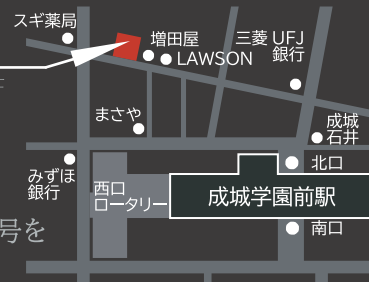 スギ薬局
増田屋
三菱 UFJ
銀行
LAWSON
まさや
成城
石井
みずほ
銀行
西口
ロータリー
北口
成城学園前駅
南口
号を